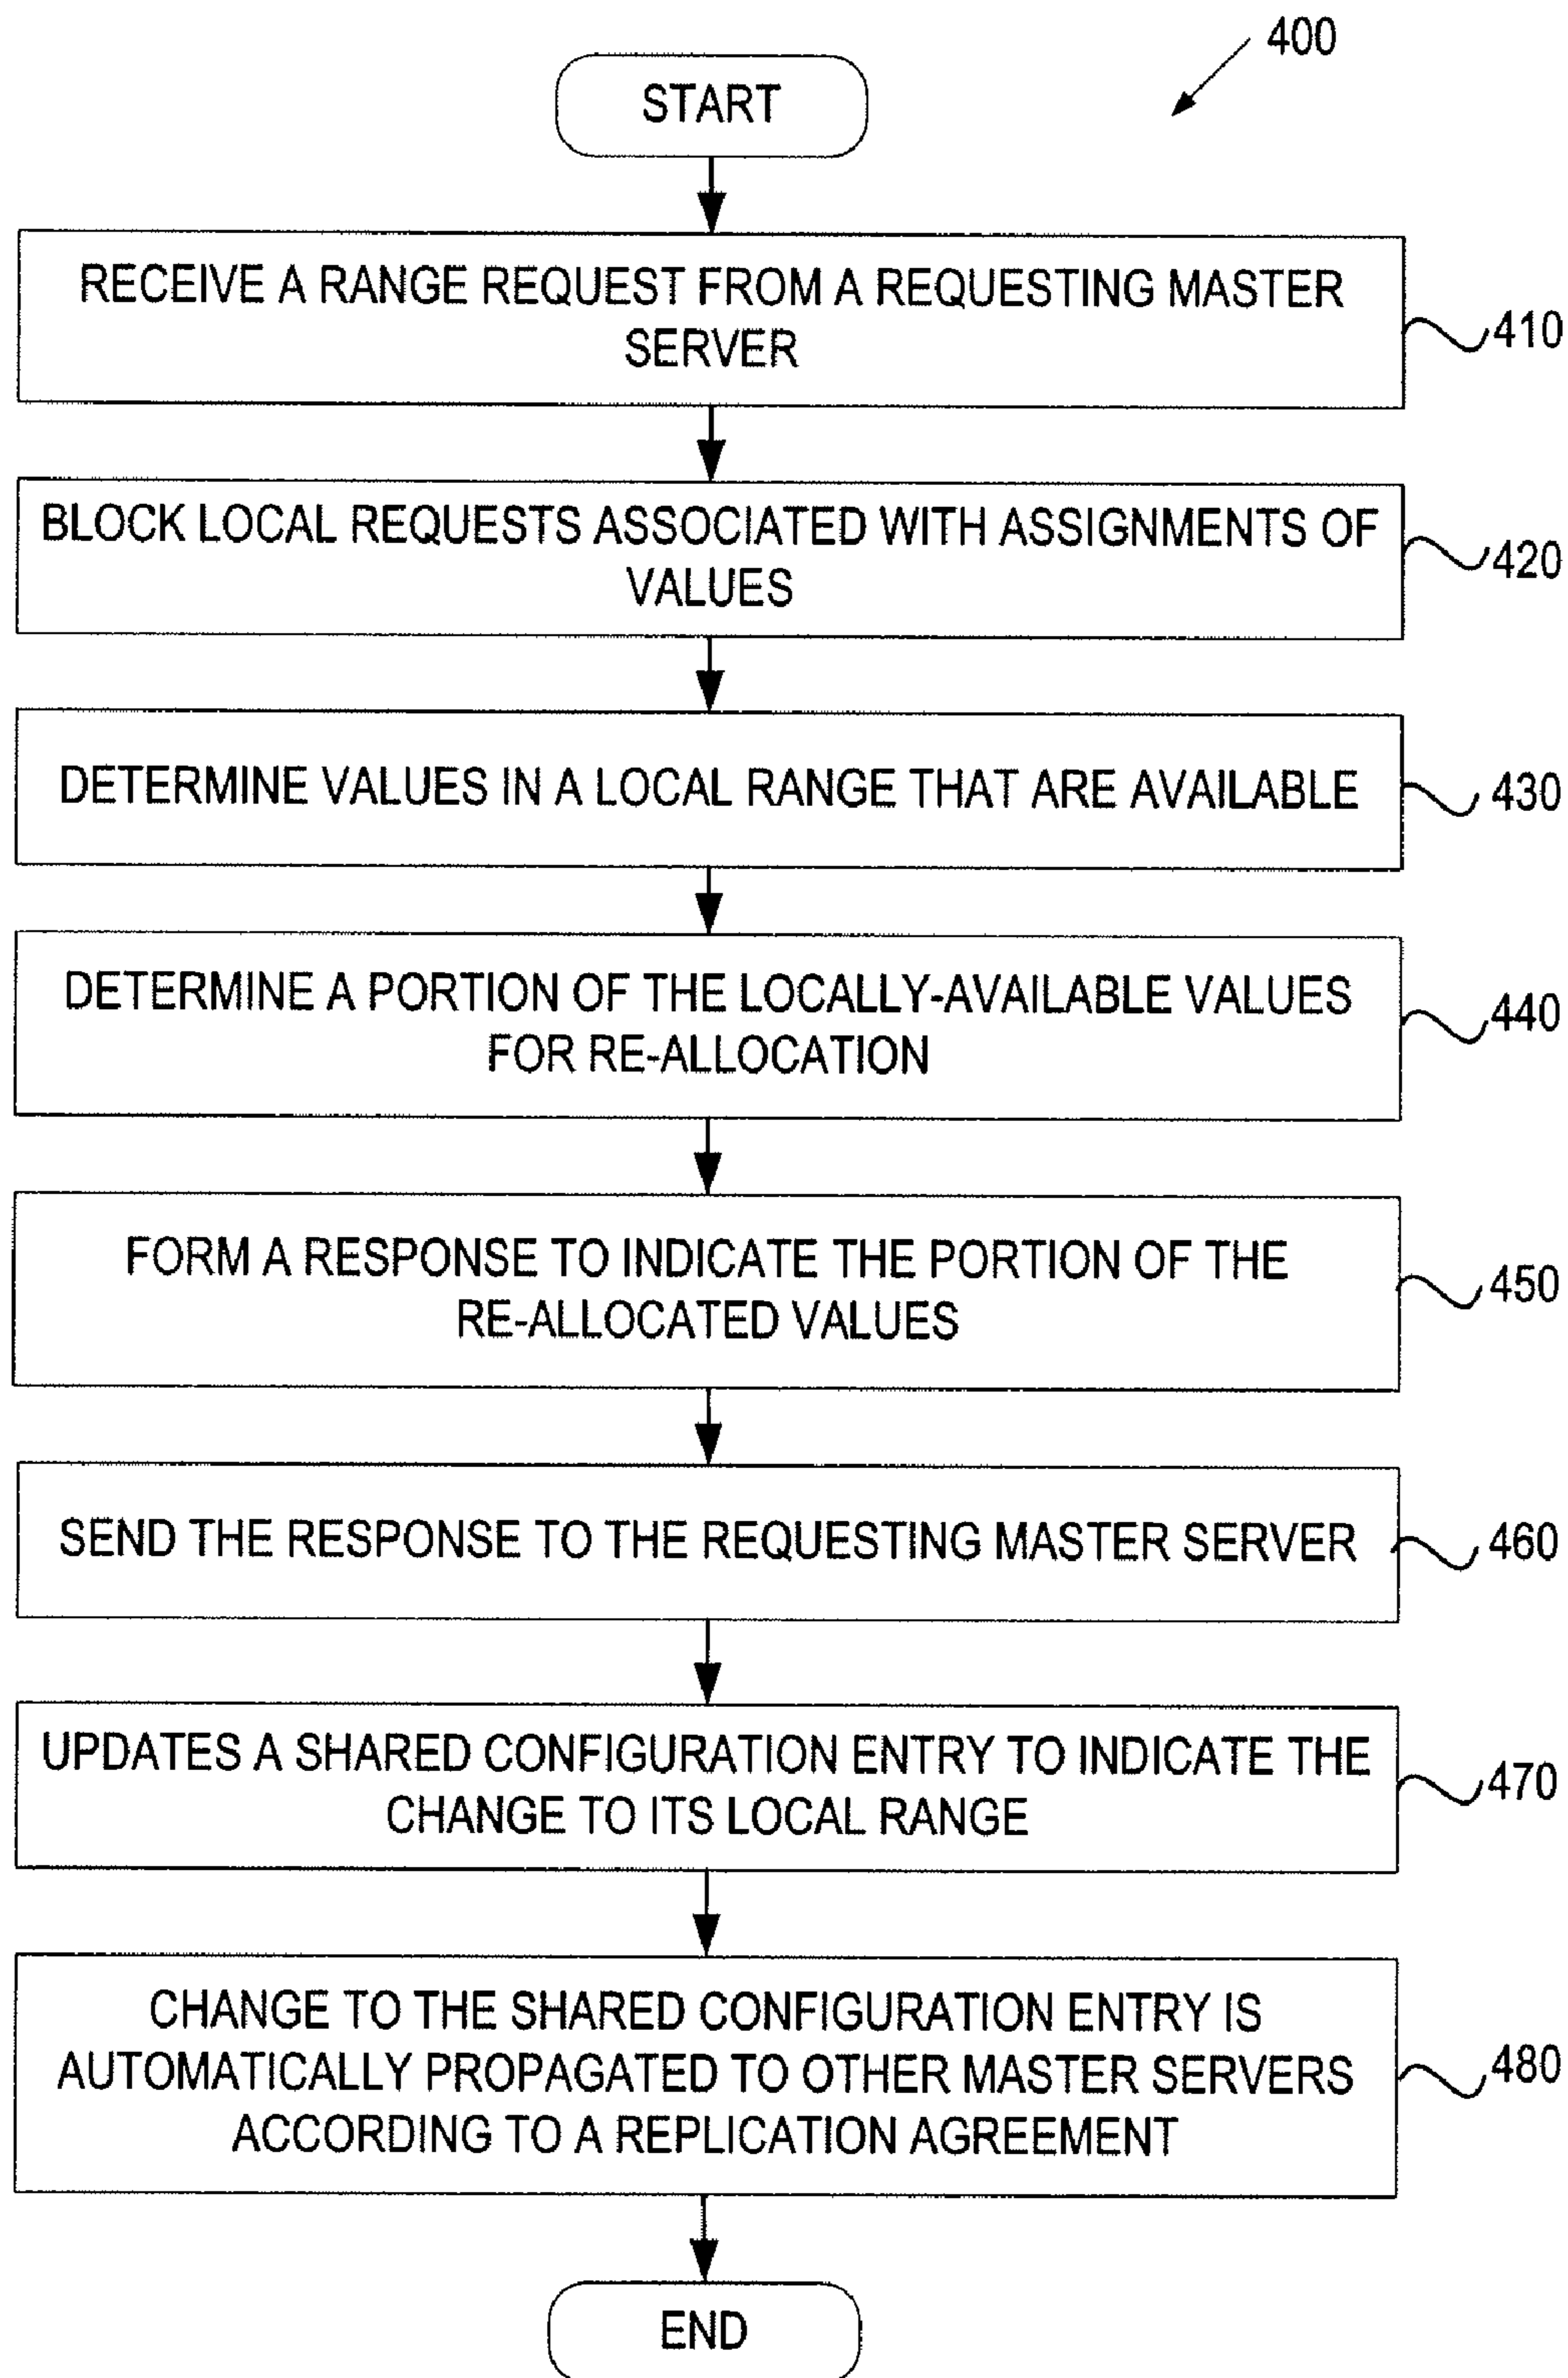 400
START
RECEIVE A RANGE REQUEST FROM A REQUESTING MASTER
SERVER
410
BLOCK LOCAL REQUESTS ASSOCIATED WITH ASSIGNMENTS OF
VALUES
420
DETERMINE VALUES IN A LOCAL RANGE THAT ARE AVAILABLE
430
DETERMINE A PORTION OF THE LOCALLY-AVAILABLE VALUES
FOR RE-ALLOCATION
440
FORM A RESPONSE TO INDICATE THE PORTION OF THE
RE-ALLOCATED VALUES
450
SEND THE RESPONSE TO THE REQUESTING MASTER SERVER
460
UPDATES A SHARED CONFIGURATION ENTRY TO INDICATE THE
CHANGE TO ITS LOCAL RANGE
470
CHANGE TO THE SHARED CONFIGURATION ENTRY IS
AUTOMATICALLY PROPAGATED TO OTHER MASTER SERVERS
ACCORDING TO A REPLICATION AGREEMENT
480
END